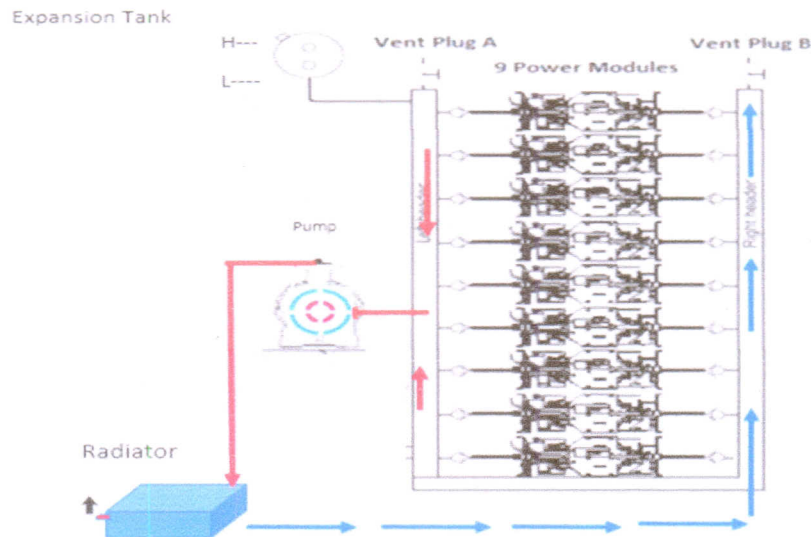 Expansion Tank
H---
Vent Plug A
Vent Plug B
L----
9 Power Modules
Right header
Pump
Radiator